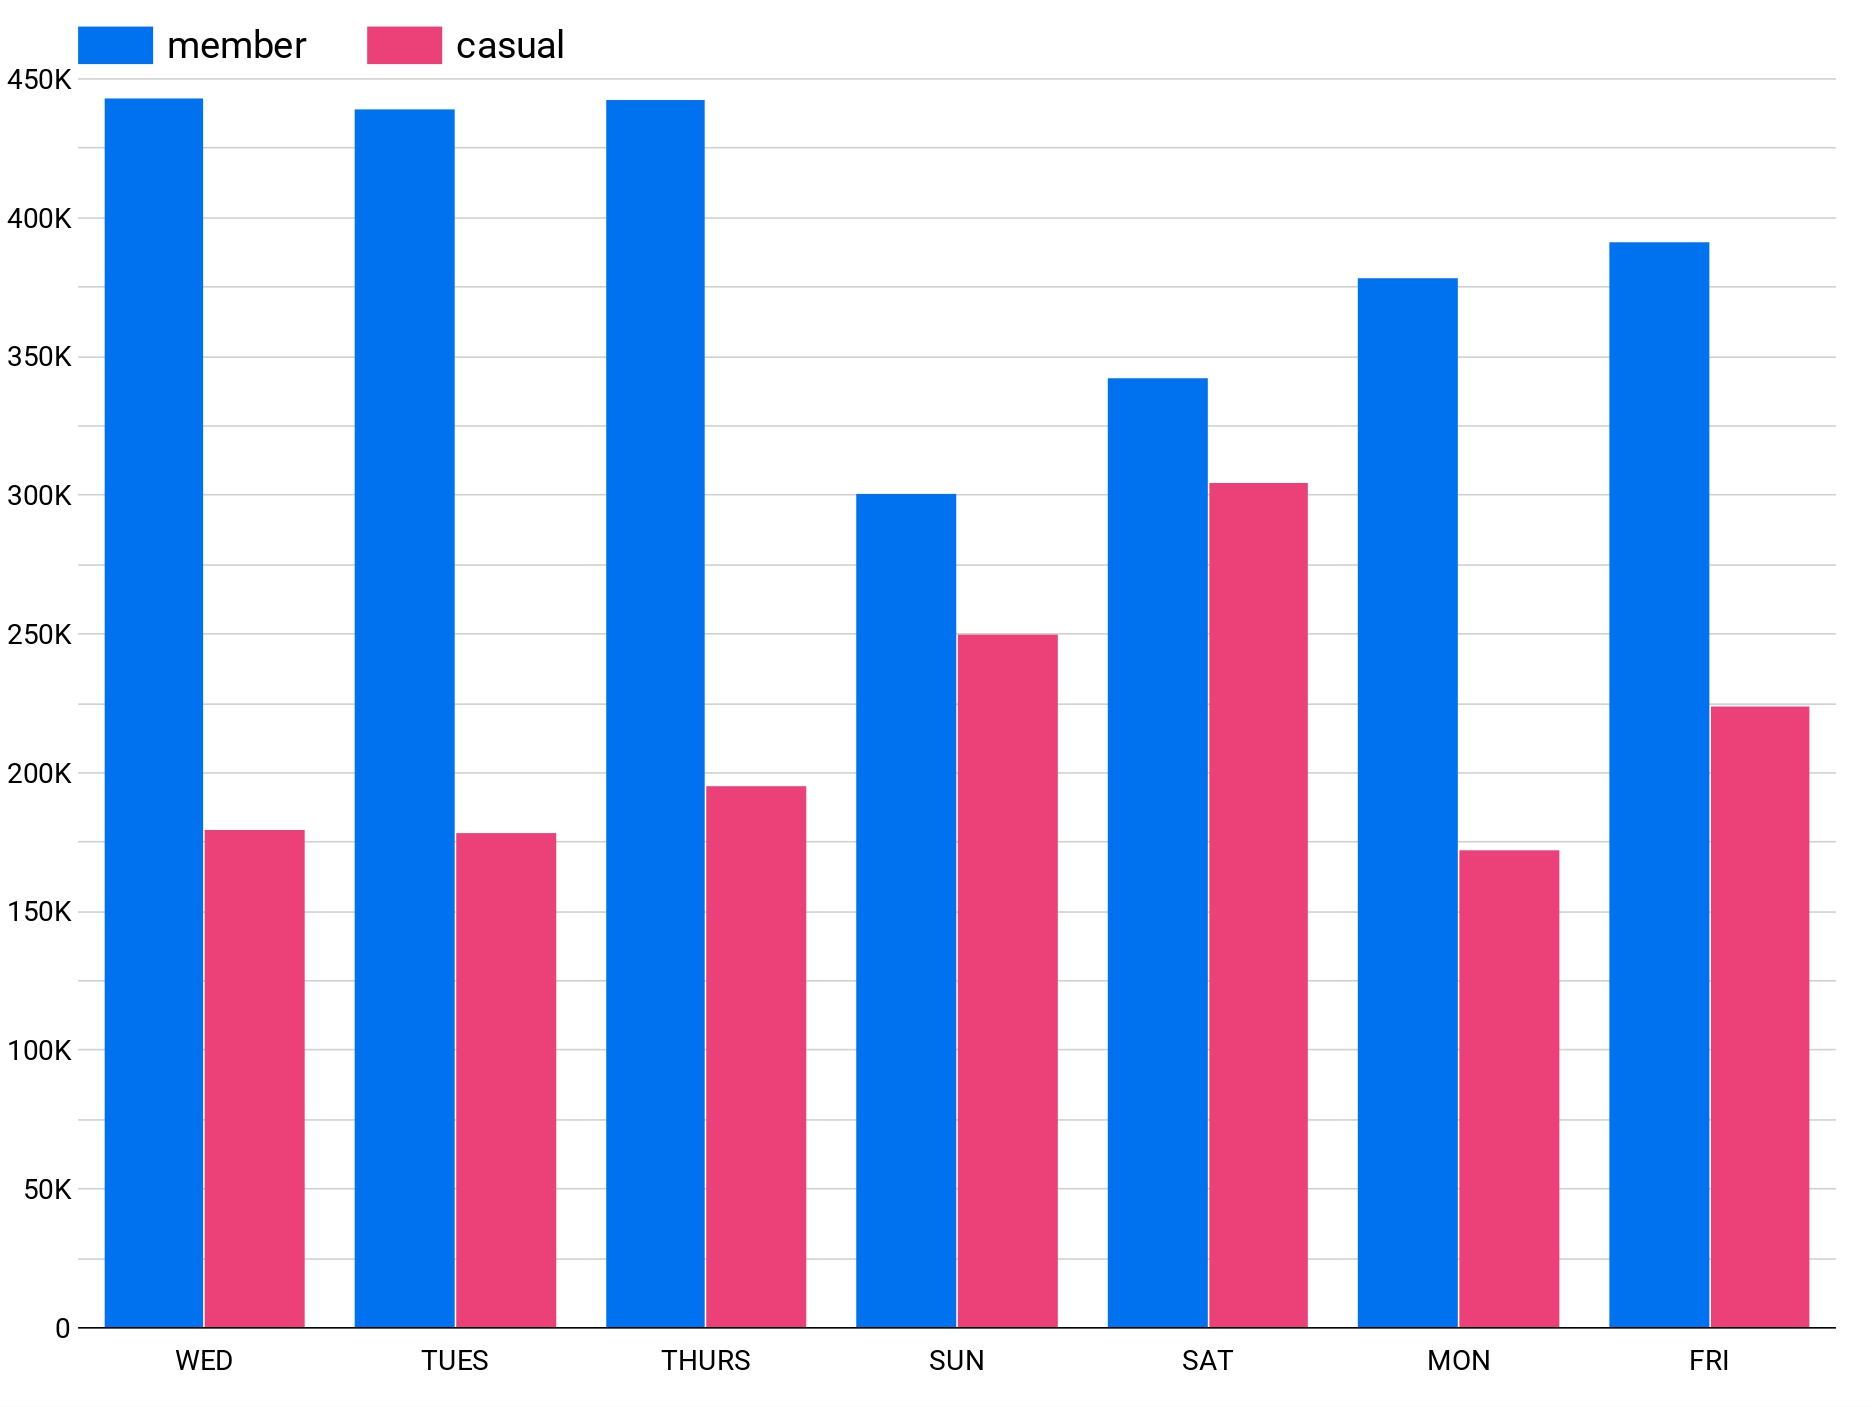 member casual
450K
400K
350K
300K
250K
200K
150K
100K
50K
0
WED TUES THURS SUN SAT MON FRI